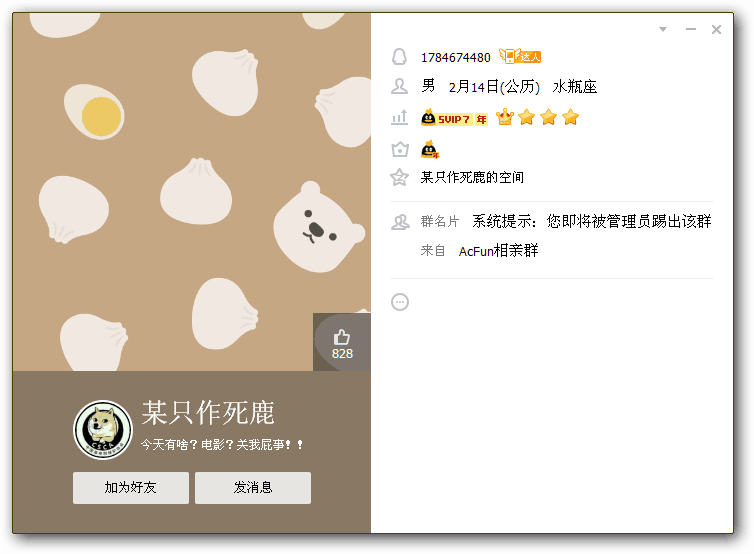 1784674480 达人
男 2月14日(公历) 水瓶座
SVIP7 年
年
某只作死鹿的空间
群名片 系统提示：您即将被管理员踢出该群
来自 AcFun相亲群
828
某只作死鹿
今天有啥？电影？关我屁事！！
加为好友 发消息